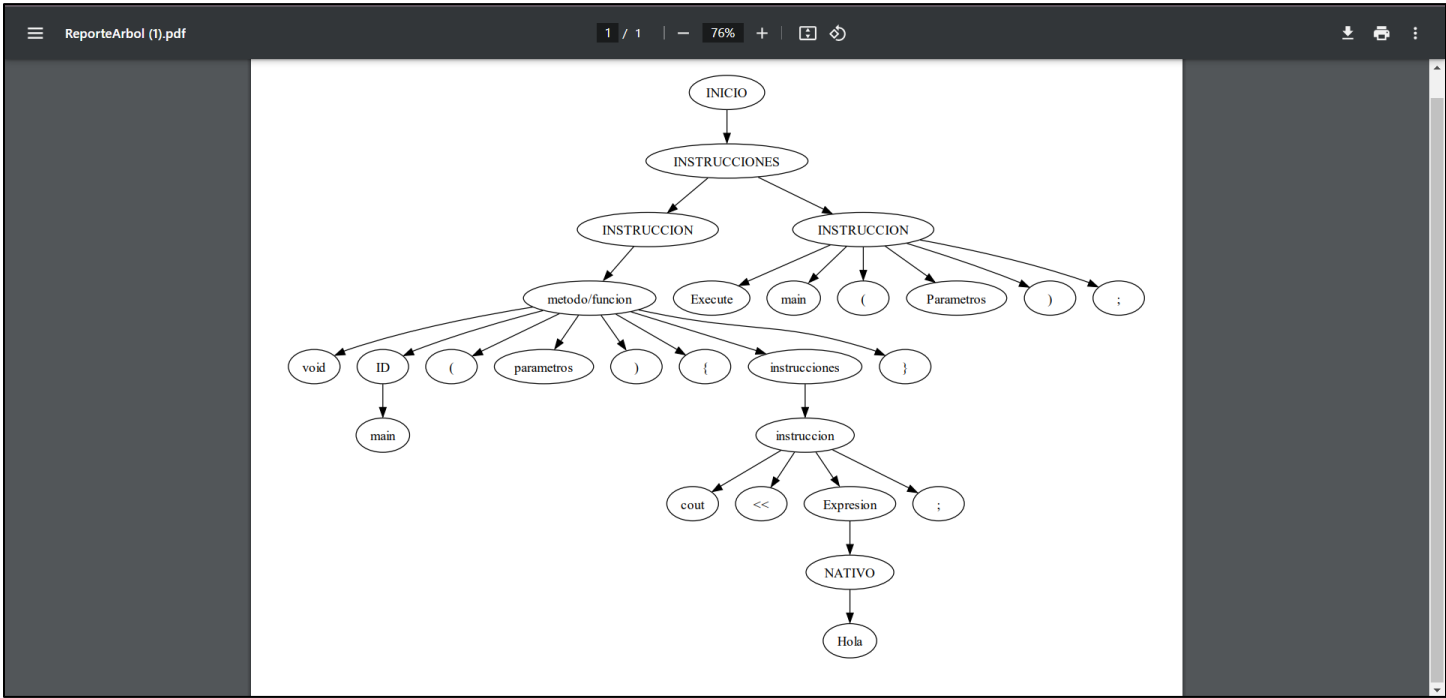 ReporteArbol (1).pdf
1 / 1
76%
INICIO
INSTRUCCIONES
INSTRUCCION INSTRUCCION
metodo/funcion Execute main ( Parametros ) ;
void ID ( parametros ) { instrucciones }
main instruccion
cout << Expresion ;
NATIVO
Hola